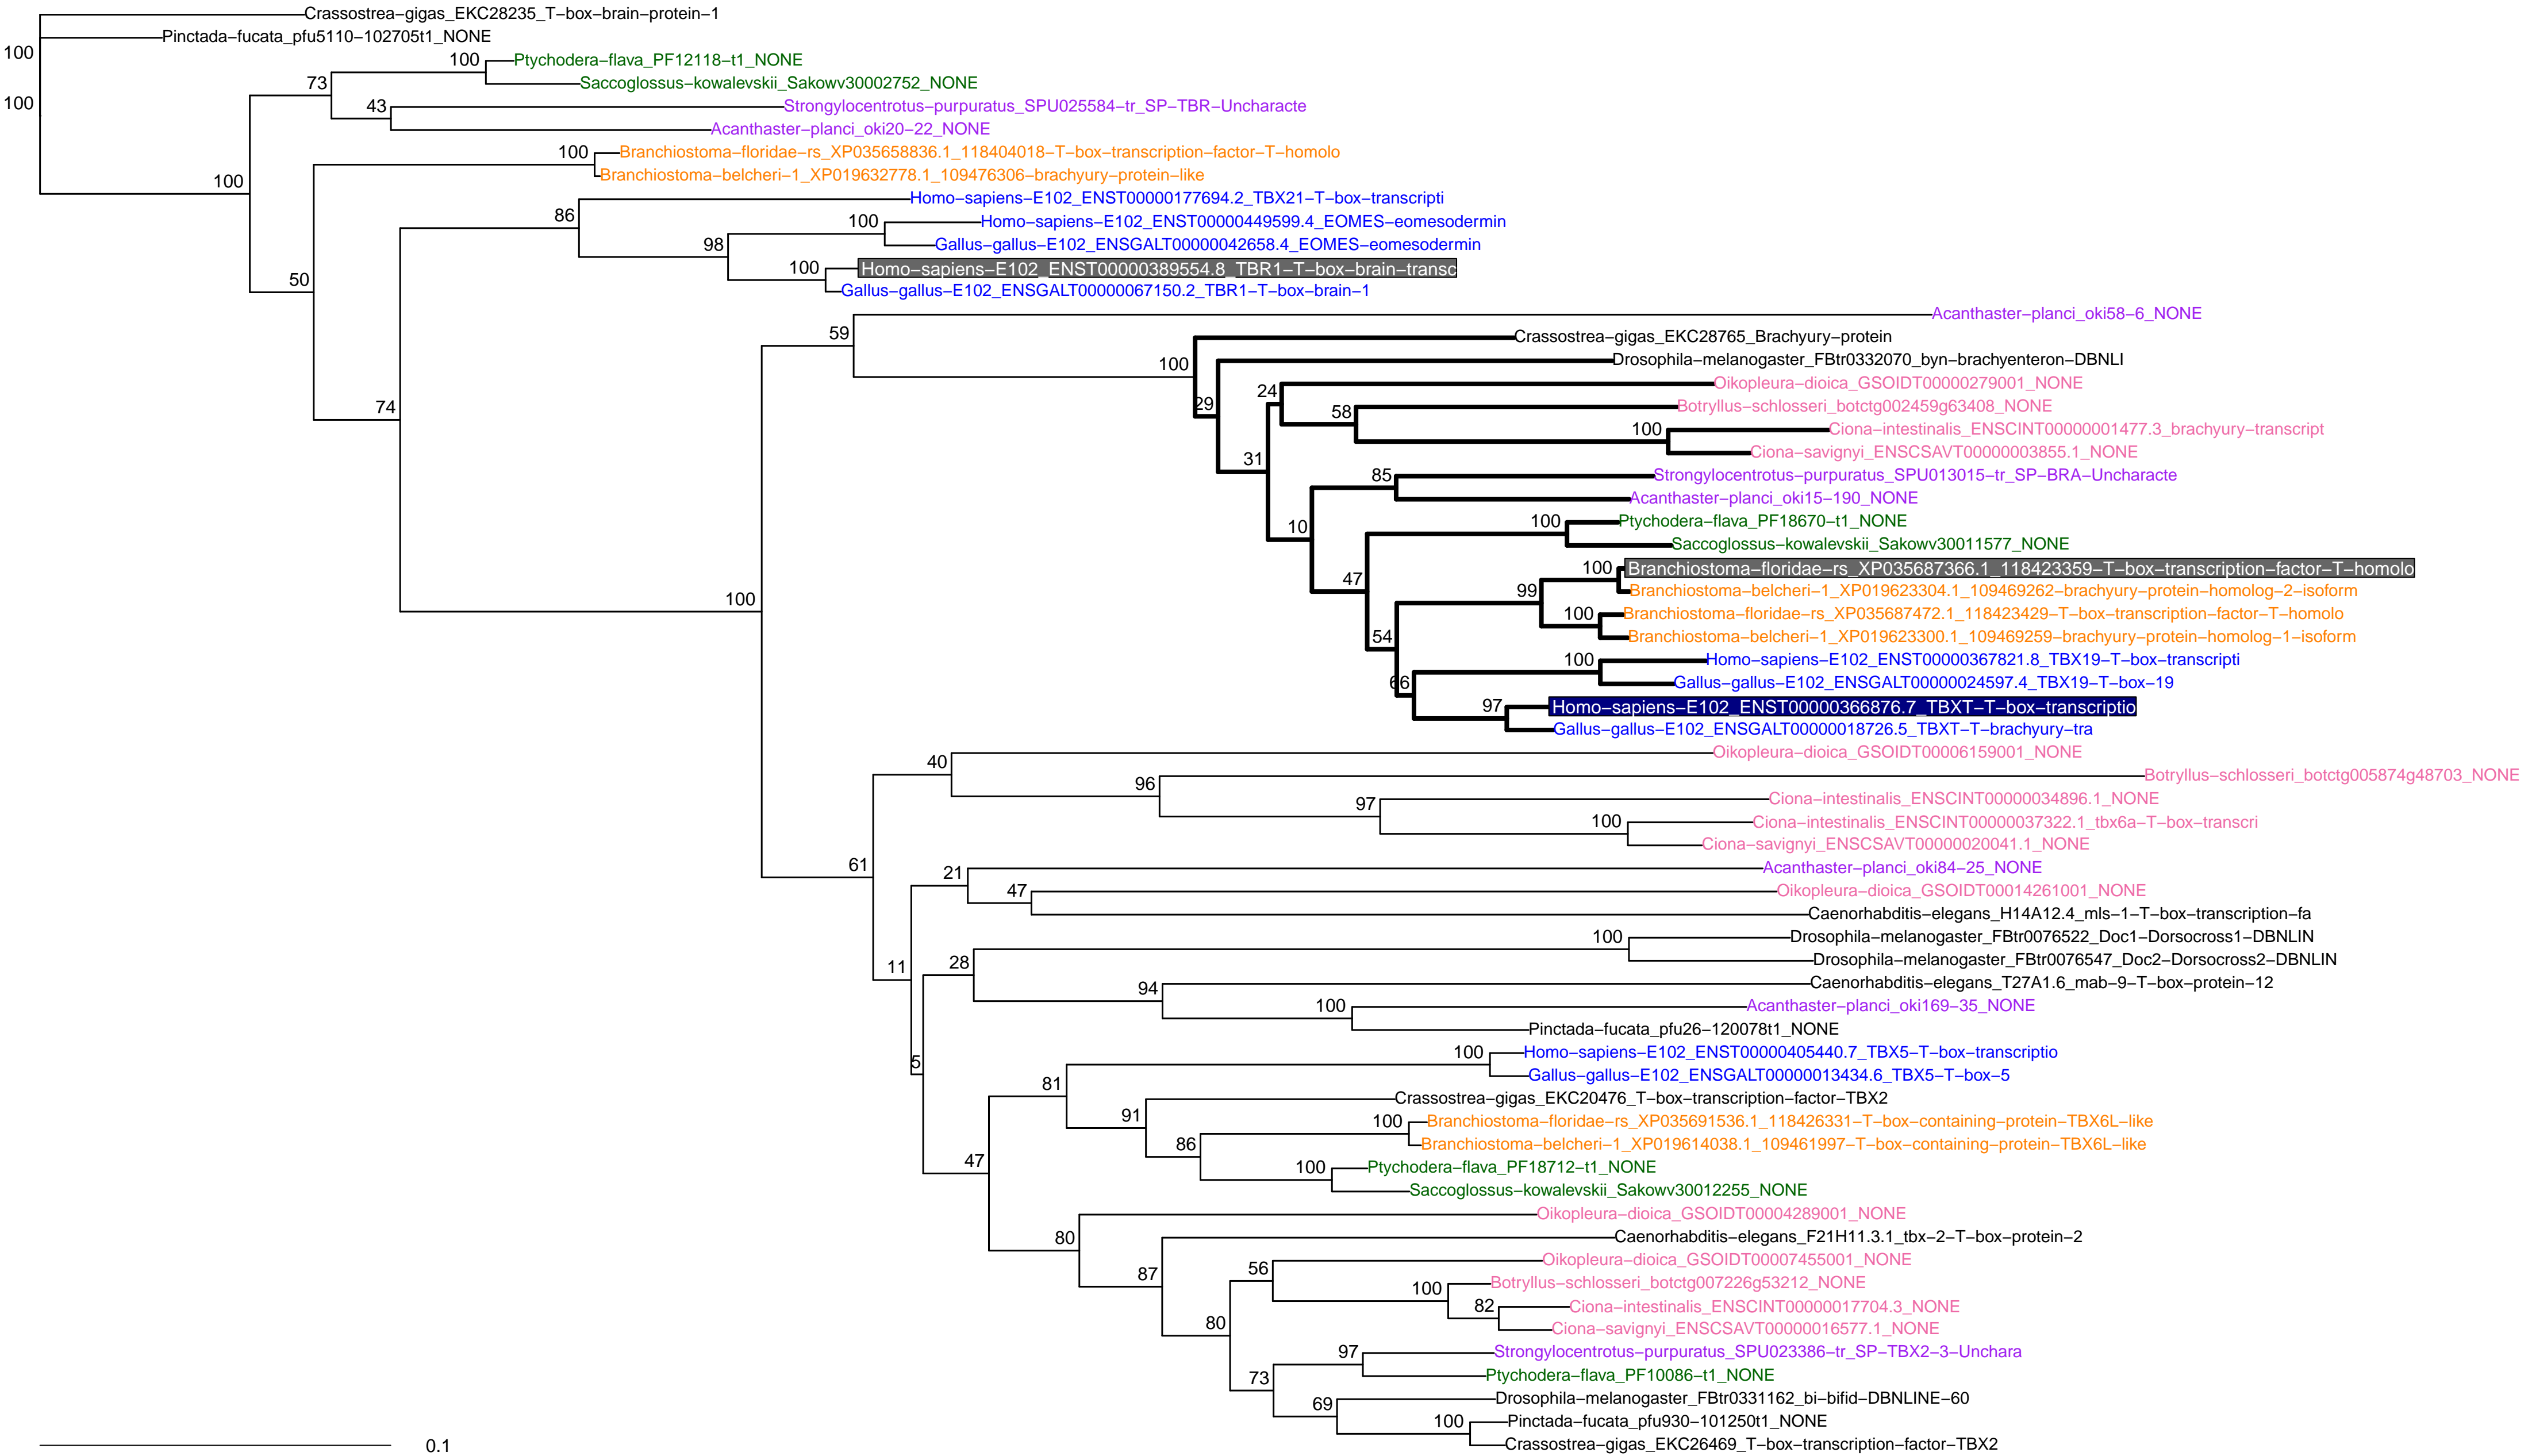 Crassostrea−gigas_EKC28235_T−box−brain−protein−1
Pinctada−fucata_pfu5110−102705t1_NONE
100
Ptychodera−flava_PF12118−t1_NONE
100
Saccoglossus−kowalevskii_Sakowv30002752_NONE
73
100
Strongylocentrotus−purpuratus_SPU025584−tr_SP−TBR−Uncharacte
43
Acanthaster−planci_oki20−22_NONE
100
Branchiostoma−floridae−rs_XP035658836.1_118404018−T−box−transcription−factor−T−homolo
100
Branchiostoma−belcheri−1_XP019632778.1_109476306−brachyury−protein−like
Homo−sapiens−E102_ENST00000177694.2_TBX21−T−box−transcripti
86
Homo−sapiens−E102_ENST00000449599.4_EOMES−eomesodermin
100
Gallus−gallus−E102_ENSGALT00000042658.4_EOMES−eomesodermin
98
Homo−sapiens−E102_ENST00000389554.8_TBR1−T−box−brain−transc
100
50
Gallus−gallus−E102_ENSGALT00000067150.2_TBR1−T−box−brain−1
Acanthaster−planci_oki58−6_NONE
59
Crassostrea−gigas_EKC28765_Brachyury−protein
100
Drosophila−melanogaster_FBtr0332070_byn−brachyenteron−DBNLI
Oikopleura−dioica_GSOIDT00000279001_NONE
24
29
74
Botryllus−schlosseri_botctg002459g63408_NONE
58
Ciona−intestinalis_ENSCINT00000001477.3_brachyury−transcript
100
Ciona−savignyi_ENSCSAVT00000003855.1_NONE
31
Strongylocentrotus−purpuratus_SPU013015−tr_SP−BRA−Uncharacte
85
Acanthaster−planci_oki15−190_NONE
10
Ptychodera−flava_PF18670−t1_NONE
100
Saccoglossus−kowalevskii_Sakowv30011577_NONE
47
Branchiostoma−floridae−rs_XP035687366.1_118423359−T−box−transcription−factor−T−homolo
100
Branchiostoma−belcheri−1_XP019623304.1_109469262−brachyury−protein−homolog−2−isoform
99
100
Branchiostoma−floridae−rs_XP035687472.1_118423429−T−box−transcription−factor−T−homolo
100
Branchiostoma−belcheri−1_XP019623300.1_109469259−brachyury−protein−homolog−1−isoform
54
Homo−sapiens−E102_ENST00000367821.8_TBX19−T−box−transcripti
100
Gallus−gallus−E102_ENSGALT00000024597.4_TBX19−T−box−19
66
Homo−sapiens−E102_ENST00000366876.7_TBXT−T−box−transcriptio
97
Gallus−gallus−E102_ENSGALT00000018726.5_TBXT−T−brachyury−tra
Oikopleura−dioica_GSOIDT00006159001_NONE
40
Botryllus−schlosseri_botctg005874g48703_NONE
96
Ciona−intestinalis_ENSCINT00000034896.1_NONE
97
Ciona−intestinalis_ENSCINT00000037322.1_tbx6a−T−box−transcri
100
Ciona−savignyi_ENSCSAVT00000020041.1_NONE
61
Acanthaster−planci_oki84−25_NONE
21
Oikopleura−dioica_GSOIDT00014261001_NONE
47
Caenorhabditis−elegans_H14A12.4_mls−1−T−box−transcription−fa
Drosophila−melanogaster_FBtr0076522_Doc1−Dorsocross1−DBNLIN
100
Drosophila−melanogaster_FBtr0076547_Doc2−Dorsocross2−DBNLIN
28
11
Caenorhabditis−elegans_T27A1.6_mab−9−T−box−protein−12
94
Acanthaster−planci_oki169−35_NONE
100
Pinctada−fucata_pfu26−120078t1_NONE
5
Homo−sapiens−E102_ENST00000405440.7_TBX5−T−box−transcriptio
100
Gallus−gallus−E102_ENSGALT00000013434.6_TBX5−T−box−5
81
Crassostrea−gigas_EKC20476_T−box−transcription−factor−TBX2
91
Branchiostoma−floridae−rs_XP035691536.1_118426331−T−box−containing−protein−TBX6L−like
100
Branchiostoma−belcheri−1_XP019614038.1_109461997−T−box−containing−protein−TBX6L−like
86
47
Ptychodera−flava_PF18712−t1_NONE
100
Saccoglossus−kowalevskii_Sakowv30012255_NONE
Oikopleura−dioica_GSOIDT00004289001_NONE
80
Caenorhabditis−elegans_F21H11.3.1_tbx−2−T−box−protein−2
87
Oikopleura−dioica_GSOIDT00007455001_NONE
56
Botryllus−schlosseri_botctg007226g53212_NONE
100
Ciona−intestinalis_ENSCINT00000017704.3_NONE
82
Ciona−savignyi_ENSCSAVT00000016577.1_NONE
80
Strongylocentrotus−purpuratus_SPU023386−tr_SP−TBX2−3−Unchara
97
Ptychodera−flava_PF10086−t1_NONE
73
Drosophila−melanogaster_FBtr0331162_bi−bifid−DBNLINE−60
69
Pinctada−fucata_pfu930−101250t1_NONE
100
Crassostrea−gigas_EKC26469_T−box−transcription−factor−TBX2
0.1